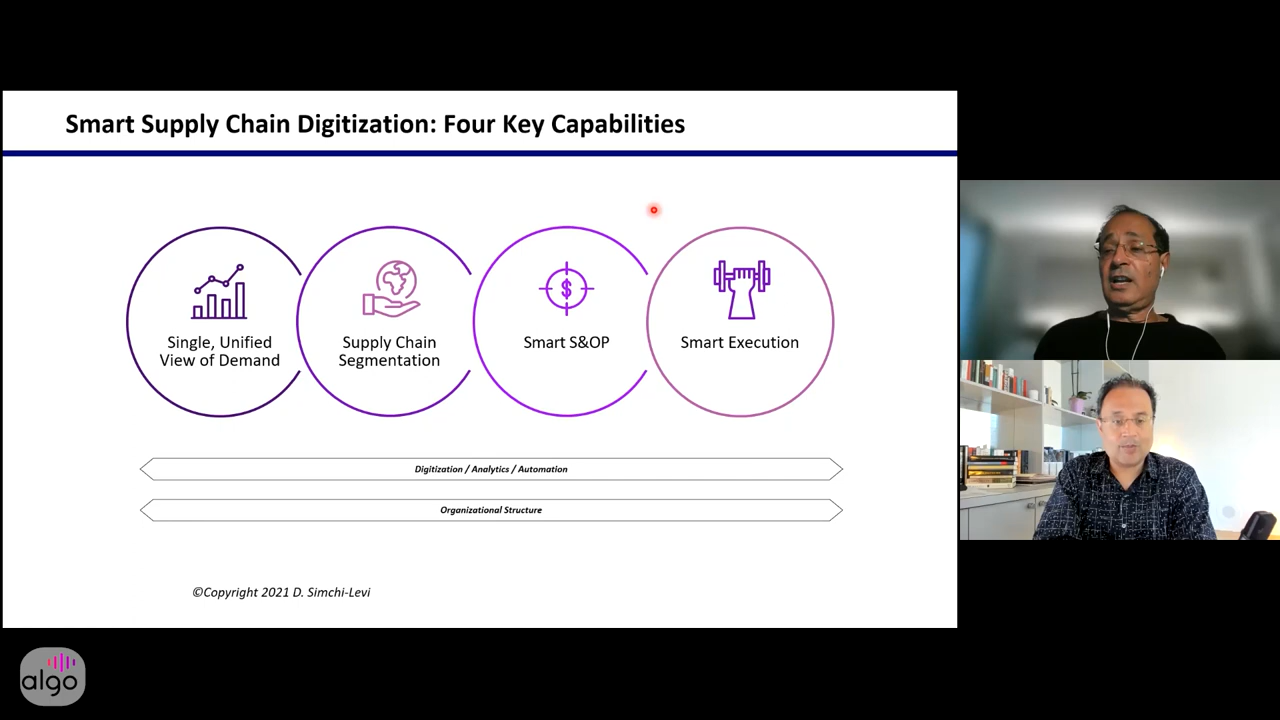 Smart Supply Chain Digitization: Four Key Capabilities
Single, Unified
View of Demand
Supply Chain
Segmentation
$
Smart S&OP
Smart Execution
Digitization / Analytics / Automation
Organizational Structure
©Copyright 2021 D. Simchi-Levi
algo